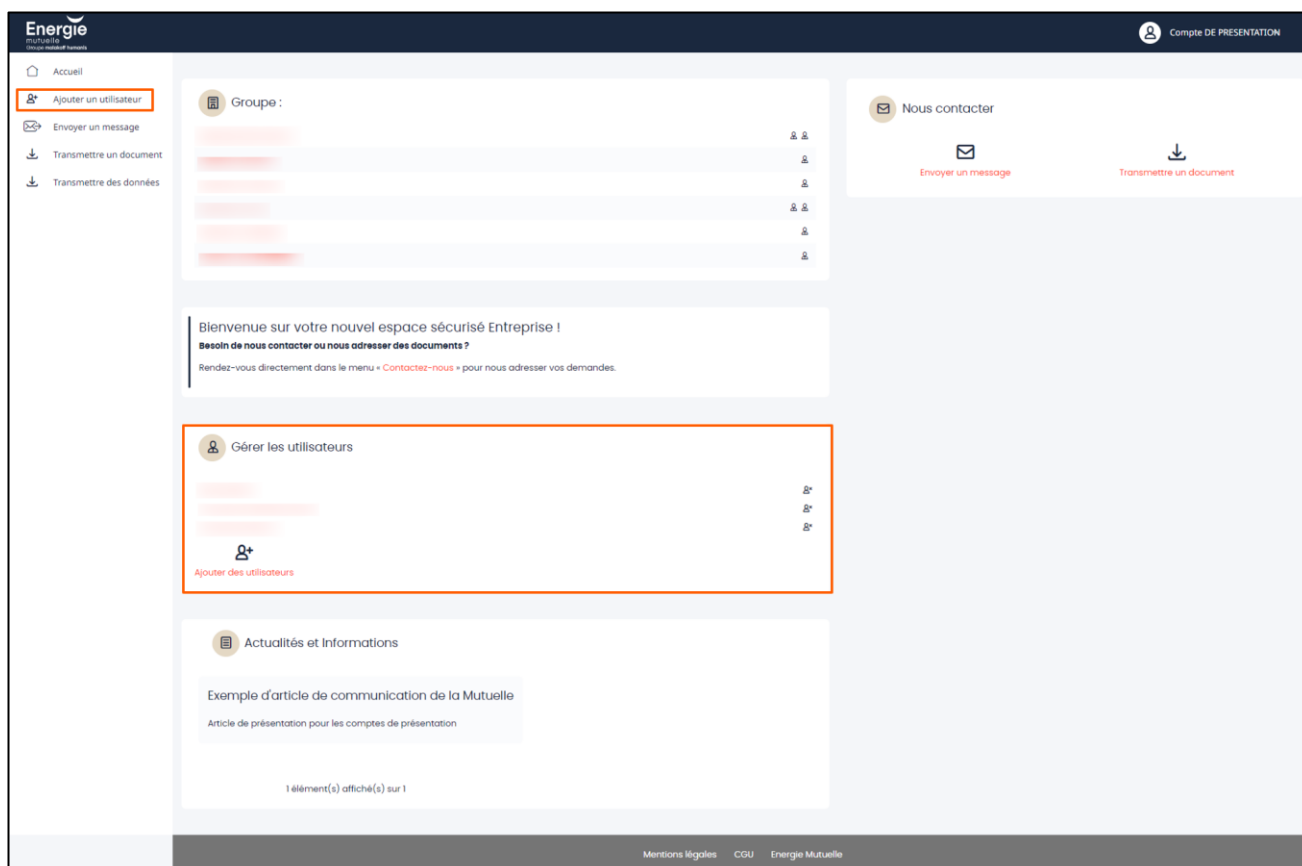 Energie
mutuelle
Groupe malakoff humanis
Compte DE PRESENTATION
Accueil
Ajouter un utilisateur
Envoyer un message
Transmettre un document
Transmettre des données
Groupe :
Nous contacter
Envoyer un message
Transmettre un document
Bienvenue sur votre nouvel espace sécurisé Entreprise !
Besoin de nous contacter ou nous adresser des documents ?
Rendez-vous directement dans le menu « Contactez-nous » pour nous adresser vos demandes.
Gérer les utilisateurs
Ajouter des utilisateurs
Actualités et Informations
Exemple d'article de communication de la Mutuelle
Article de présentation pour les comptes de présentation
1 élément(s) affiché(s) sur 1
Mentions légales CGU Energie Mutuelle